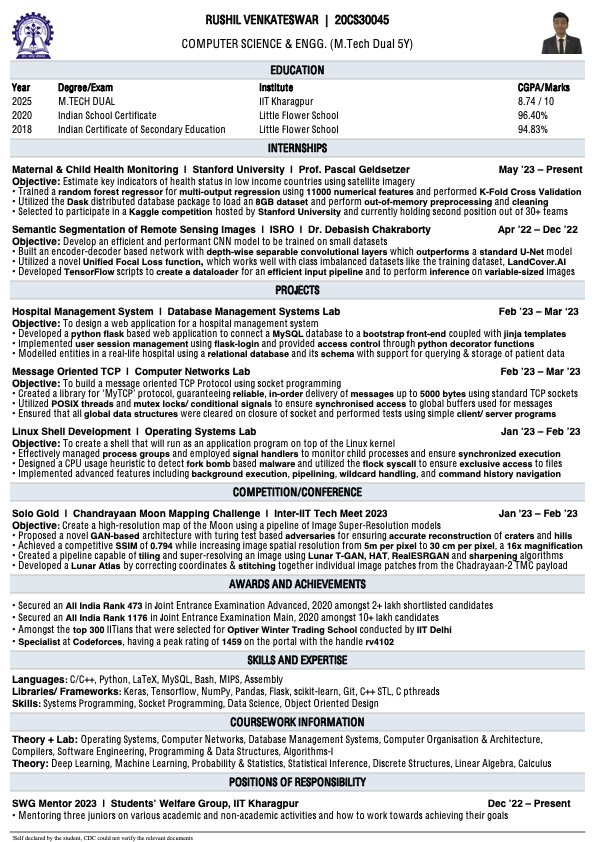 RUSHIL VENKATESWAR | 20CS30045
COMPUTER SCIENCE & ENGG. (M.Tech Dual 5Y)
EDUCATION
Year Degree/Exam Institute CGPA/Marks
2025 M.TECH DUAL IIT Kharagpur 8.74 / 10
2020 Indian School Certificate Little Flower School 96.40%
2018 Indian Certificate of Secondary Education Little Flower School 94.83%
INTERNSHIPS
Maternal & Child Health Monitoring | Stanford University | Prof. Pascal Geldsetzer May '23 – Present
Objective: Estimate key indicators of health status in low income countries using satellite imagery
• Trained a random forest regressor for multi-output regression using 11000 numerical features and performed K-Fold Cross Validation
• Utilized the Dask distributed database package to load an 8GB dataset and perform out-of-memory preprocessing and cleaning
• Selected to participate in a Kaggle competition hosted by Stanford University and currently holding second position out of 30+ teams
Semantic Segmentation of Remote Sensing Images | ISRO | Dr. Debasish Chakraborty Apr '22 – Dec '22
Objective: Develop an efficient and performant CNN model to be trained on small datasets
• Built an encoder-decoder based network with depth-wise separable convolutional layers which outperforms a standard U-Net model
• Utilized a novel Unified Focal Loss function, which works well with class imbalanced datasets like the training dataset, LandCover.AI
• Developed TensorFlow scripts to create a dataloader for an efficient input pipeline and to perform inference on variable-sized images
PROJECTS
Hospital Management System | Database Management Systems Lab Feb '23 – Mar '23
Objective: To design a web application for a hospital management system
• Developed a python flask based web application to connect a MySQL database to a bootstrap front-end coupled with jinja templates
• Implemented user session management using flask-login and provided access control through python decorator functions
• Modelled entities in a real-life hospital using a relational database and its schema with support for querying & storage of patient data
Message Oriented TCP | Computer Networks Lab Feb '23 – Mar '23
Objective: To build a message oriented TCP Protocol using socket programming
• Created a library for 'MyTCP' protocol, guaranteeing reliable, in-order delivery of messages up to 5000 bytes using standard TCP sockets
• Utilized POSIX threads and mutex locks/ conditional signals to ensure synchronised access to global buffers used for messages
• Ensured that all global data structures were cleared on closure of socket and performed tests using simple client/ server programs
Linux Shell Development | Operating Systems Lab Jan '23 – Feb '23
Objective: To create a shell that will run as an application program on top of the Linux kernel
• Effectively managed process groups and employed signal handlers to monitor child processes and ensure synchronized execution
• Designed a CPU usage heuristic to detect fork bomb based malware and utilized the flock syscall to ensure exclusive access to files
• Implemented advanced features including background execution, pipelining, wildcard handling, and command history navigation
COMPETITION/CONFERENCE
Solo Gold | Chandrayaan Moon Mapping Challenge | Inter-IIT Tech Meet 2023 Jan '23 – Feb '23
Objective: Create a high-resolution map of the Moon using a pipeline of Image Super-Resolution models
• Proposed a novel GAN-based architecture with turing test based adversaries for ensuring accurate reconstruction of craters and hills
• Achieved a competitive SSIM of 0.794 while increasing image spatial resolution from 5m per pixel to 30 cm per pixel, a 16x magnification
• Created a pipeline capable of tiling and super-resolving an image using Lunar T-GAN, HAT, RealESRGAN and sharpening algorithms
• Developed a Lunar Atlas by correcting coordinates & stitching together individual image patches from the Chadrayaan-2 TMC payload
AWARDS AND ACHIEVEMENTS
• Secured an All India Rank 473 in Joint Entrance Examination Advanced, 2020 amongst 2+ lakh shortlisted candidates
• Secured an All India Rank 1176 in Joint Entrance Examination Main, 2020 amongst 10+ lakh candidates
• Amongst the top 300 IITians that were selected for Optiver Winter Trading School conducted by IIT Delhi
• Specialist at Codeforces, having a peak rating of 1459 on the portal with the handle rv4102
SKILLS AND EXPERTISE
Languages: C/C++, Python, LaTeX, MySQL, Bash, MIPS, Assembly
Libraries/ Frameworks: Keras, Tensorflow, NumPy, Pandas, Flask, scikit-learn, Git, C++ STL, C pthreads
Skills: Systems Programming, Socket Programming, Data Science, Object Oriented Design
COURSEWORK INFORMATION
Theory + Lab: Operating Systems, Computer Networks, Database Management Systems, Computer Organisation & Architecture,
Compilers, Software Engineering, Programming & Data Structures, Algorithms-I
Theory: Deep Learning, Machine Learning, Probability & Statistics, Statistical Inference, Discrete Structures, Linear Algebra, Calculus
POSITIONS OF RESPONSIBILITY
SWG Mentor 2023 | Students' Welfare Group, IIT Kharagpur Dec '22 – Present
• Mentoring three juniors on various academic and non-academic activities and how to work towards achieving their goals
¹Self declared by the student, CDC could not verify the relevant documents